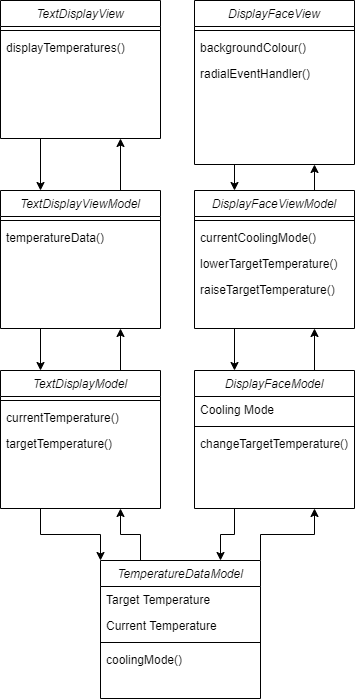 TextDisplayView
displayTemperatures()
DisplayFaceView
backgroundColour()
radialEventHandler()
TextDisplayViewModel
temperatureData()
DisplayFaceViewModel
currentCoolingMode()
lowerTargetTemperature()
raiseTargetTemperature()
TextDisplayModel
currentTemperature()
targetTemperature()
DisplayFaceModel
Cooling Mode
changeTargetTemperature()
TemperatureDataModel
Target Temperature
Current Temperature
coolingMode()